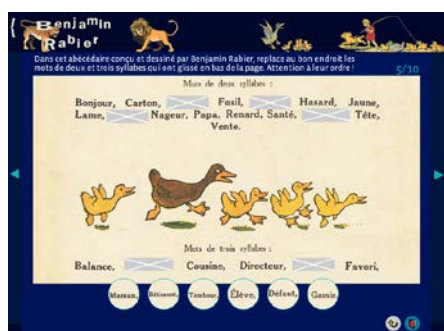 Benjamin
Rabier
Dans cet abécédaire conçu et dessiné par Benjamin Rabier, replace au bon endroit les
mots de deux et trois syllabes qui ont glissé en bas de la page. Attention à leur ordre !
5/10
Mots de deux syllabes :
Bonjour, Carton, Fusil, Hasard, Jaune,
Lame, Nageur, Papa, Renard, Santé, Tête,
Vente.
Mots de trois syllabes :
Balance, Cousine, Directeur, Favori,
Maman, Bâtiment, Tambour, Élève, Défaut, Gamin,